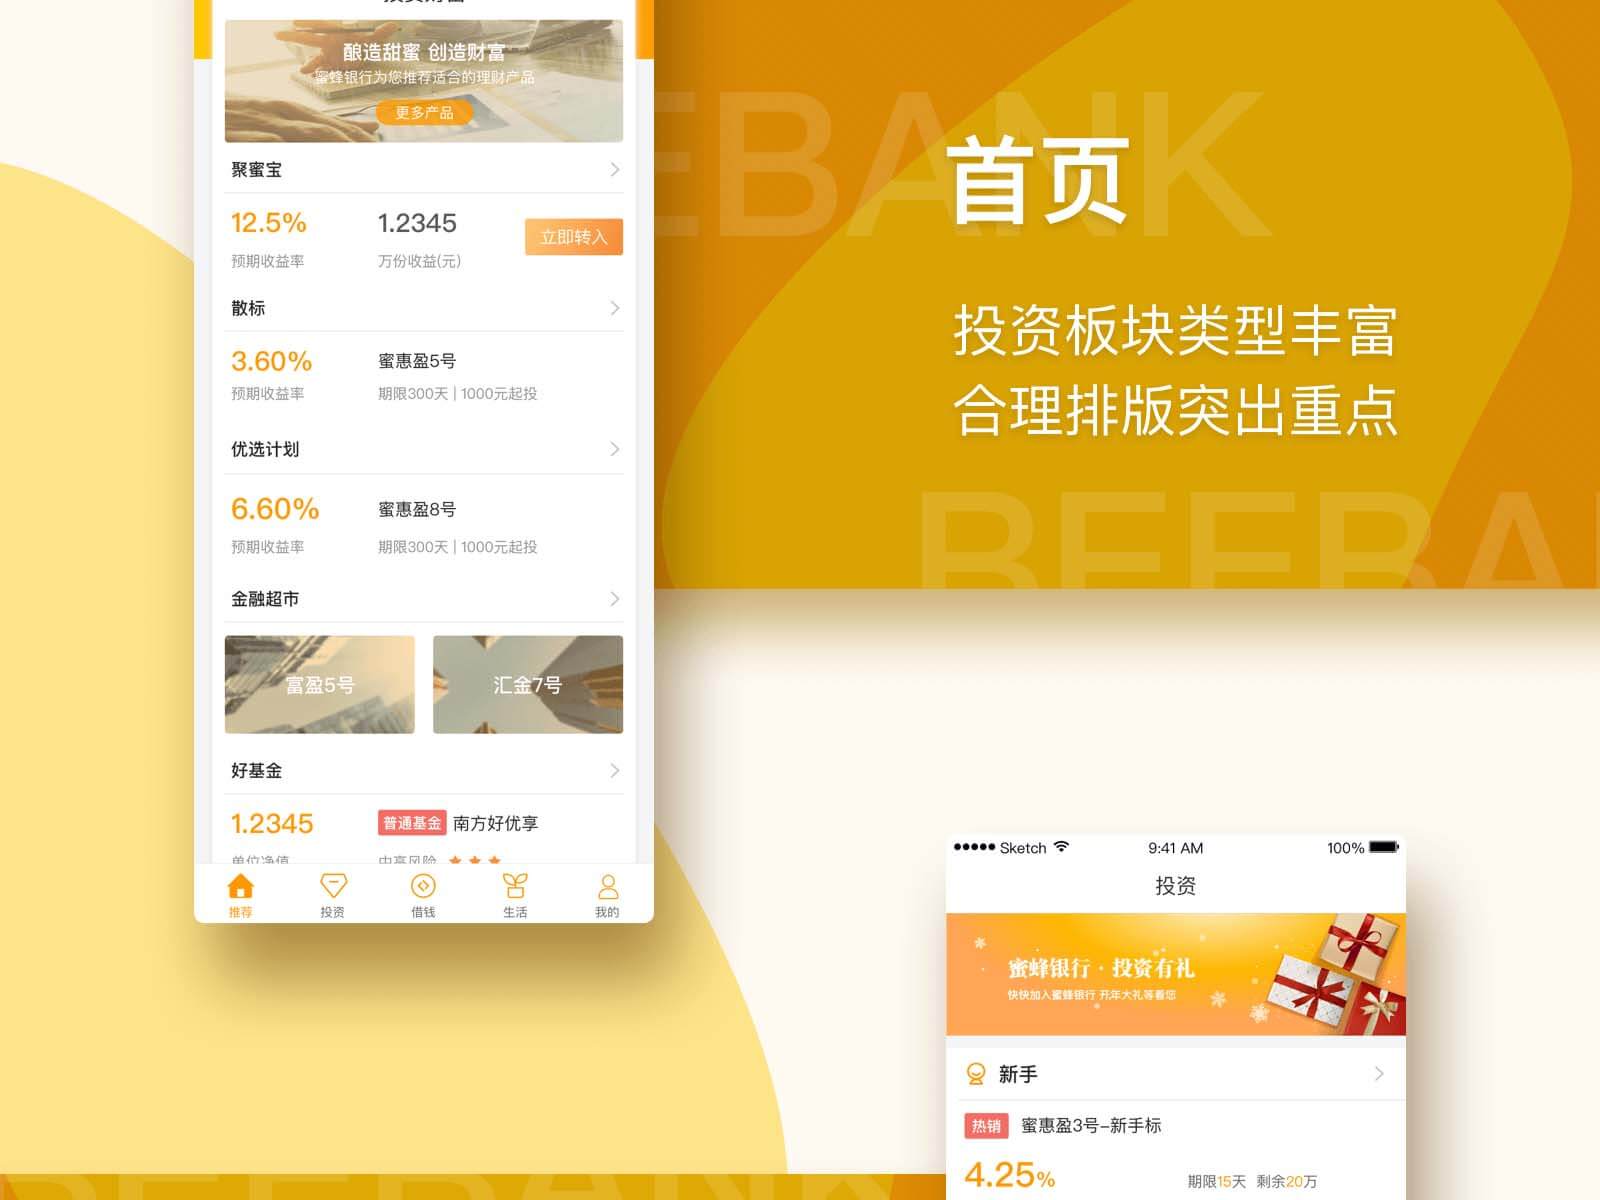 酿造甜蜜 创造财富
蜜蜂银行为您推荐适合的理财产品
更多产品
聚蜜宝
12.5%
1.2345
立即转入
预期收益率
万份收益(元)
散标
3.60%
蜜惠盈5号
预期收益率
期限300天 | 1000元起投
优选计划
6.60%
蜜惠盈8号
预期收益率
期限300天 | 1000元起投
金融超市
富盈5号
汇金7号
好基金
1.2345
普通基金 南方好优享
单位净值
中高风险
推荐
投资
借钱
生活
我的
EBANK
首页
投资板块类型丰富
合理排版突出重点
BEEBAN
Sketch
9:41 AM
100%
投资
蜜蜂银行 · 投资有礼
快快加入蜜蜂银行 开年大礼等着您
新手
热销 蜜惠盈3号-新手标
4.25%
期限15天 剩余20万